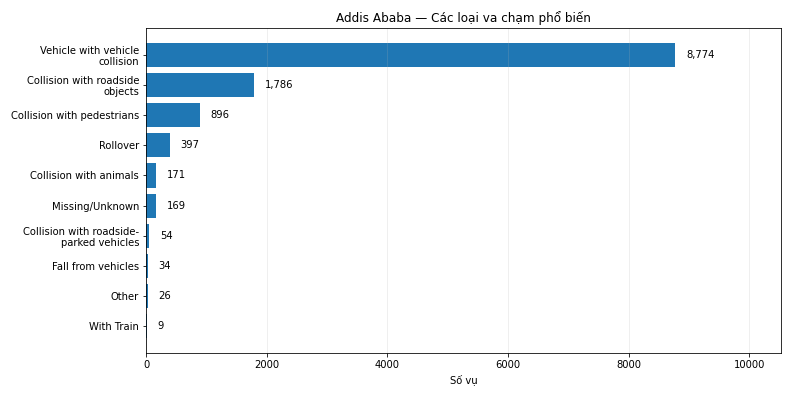 Addis Ababa — Các loại va chạm phổ biến
Vehicle with vehicle
collision
8,774
Collision with roadside
objects
1,786
Collision with pedestrians
896
Rollover
397
Collision with animals
171
Missing/Unknown
169
Collision with roadside-
parked vehicles
54
Fall from vehicles
34
Other
26
With Train
9
0
2000
4000
6000
8000
10000
Số vụ